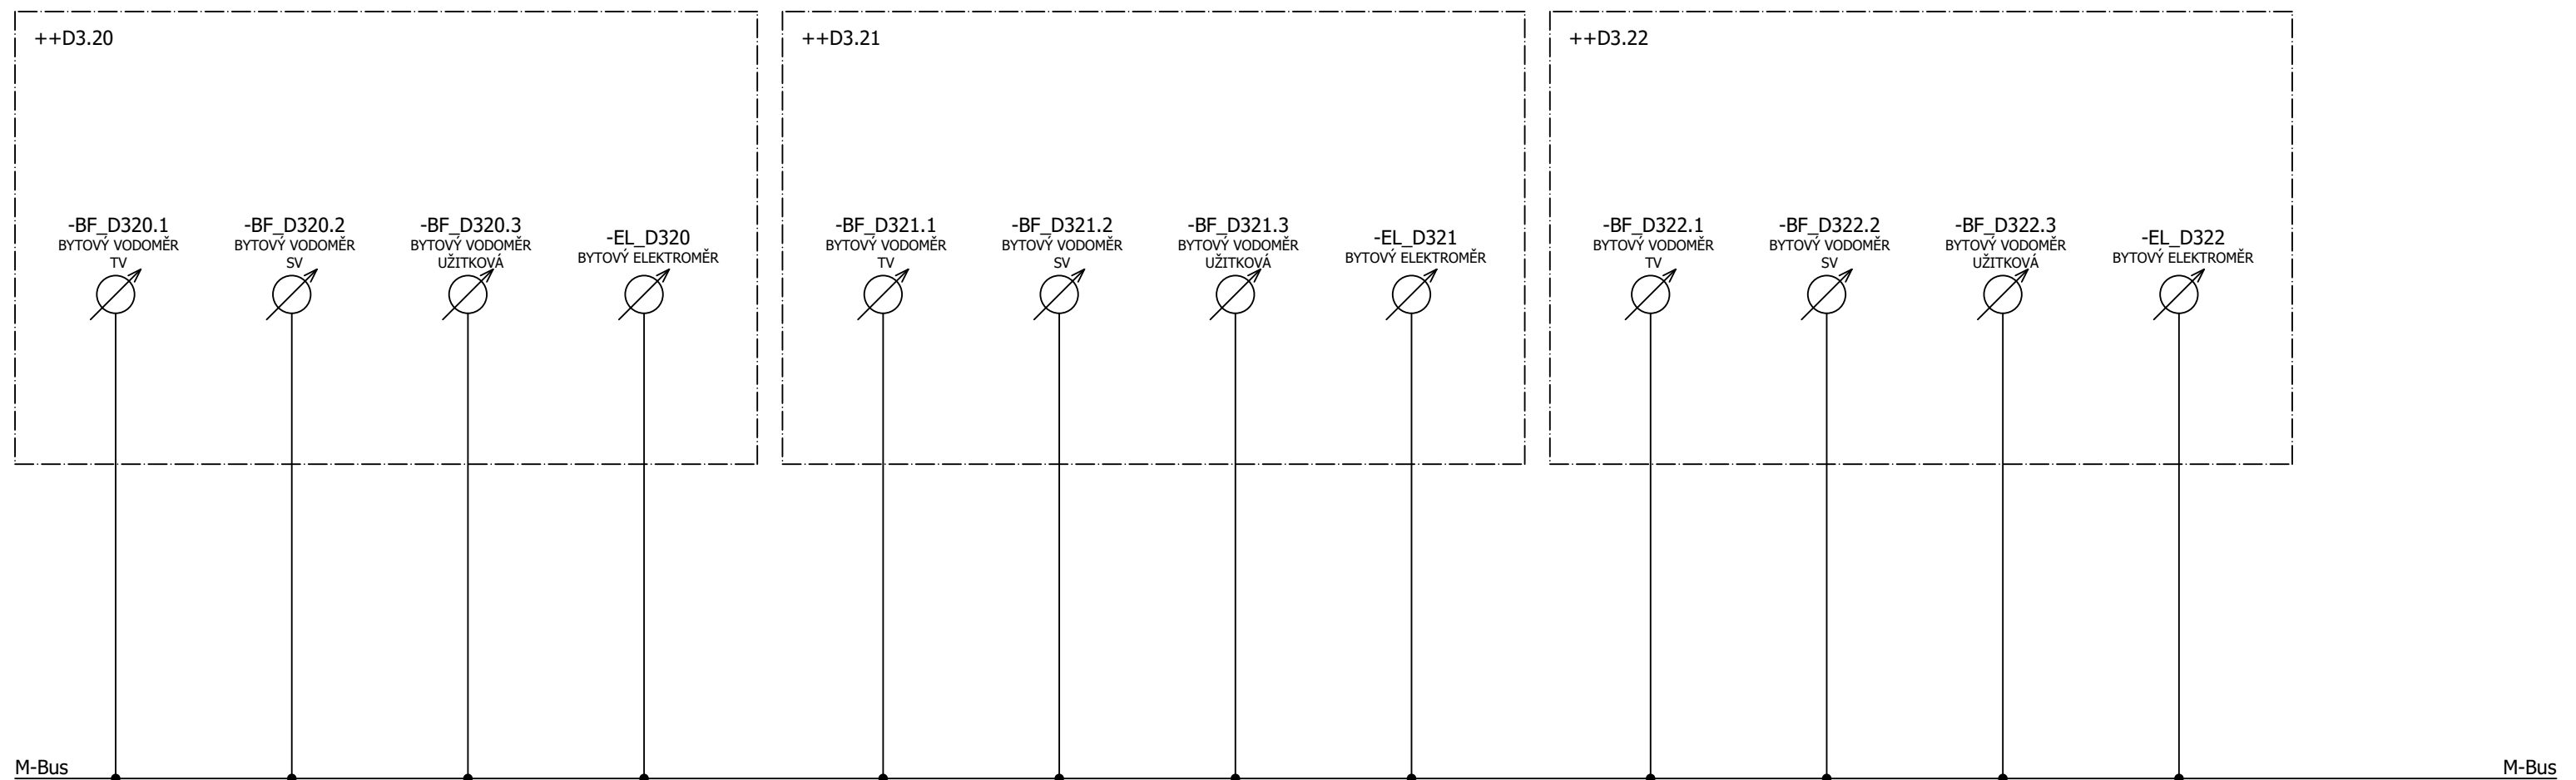 ++D3.20
++D3.21
++D3.22
-BF_D320.1
BYTOVÝ VODOMĚR
TV
-BF_D320.2
BYTOVÝ VODOMĚR
SV
-BF_D320.3
BYTOVÝ VODOMĚR
UŽITKOVÁ
-EL_D320
BYTOVÝ ELEKTROMĚR
-BF_D321.1
BYTOVÝ VODOMĚR
TV
-BF_D321.2
BYTOVÝ VODOMĚR
SV
-BF_D321.3
BYTOVÝ VODOMĚR
UŽITKOVÁ
-EL_D321
BYTOVÝ ELEKTROMĚR
-BF_D322.1
BYTOVÝ VODOMĚR
TV
-BF_D322.2
BYTOVÝ VODOMĚR
SV
-BF_D322.3
BYTOVÝ VODOMĚR
UŽITKOVÁ
-EL_D322
BYTOVÝ ELEKTROMĚR
M-Bus
M-Bus